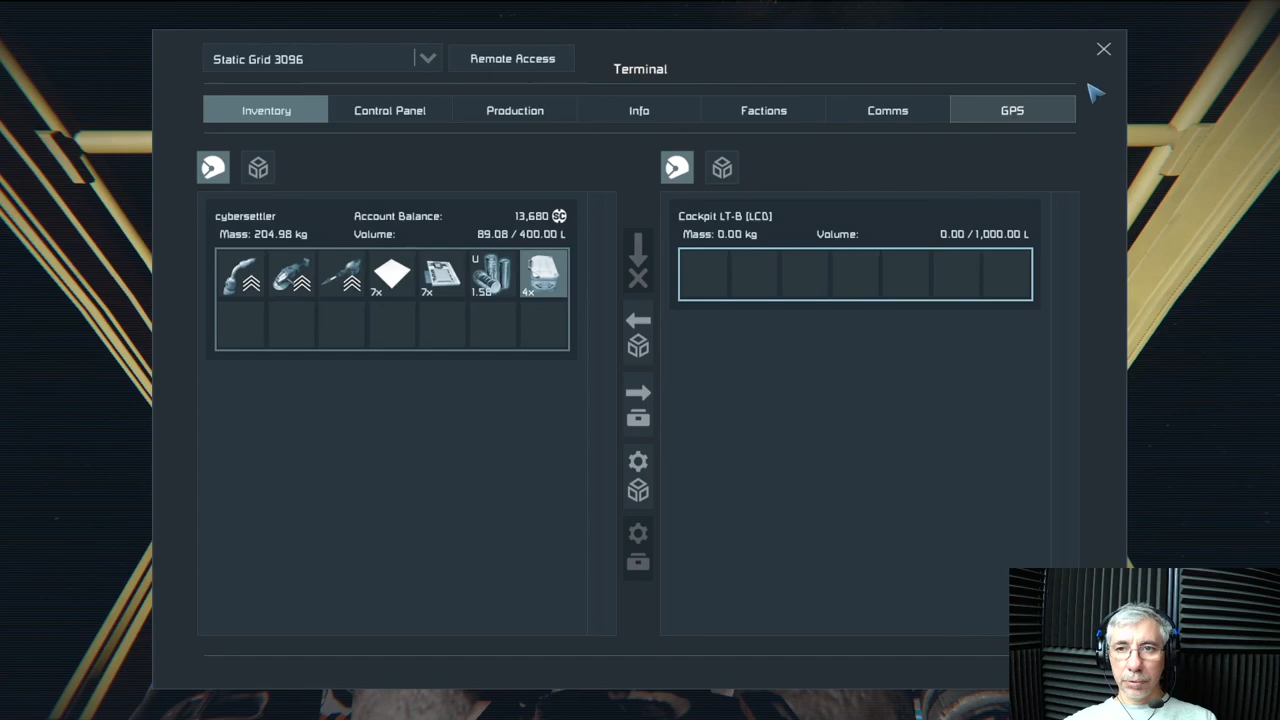 Static Grid 3096
Remote Access
Terminal
Inventory
Control Panel
Production
Info
Factions
Comms
GPS
cybersettler
Account Balance:
13,680 SC
Mass: 204.98 kg
Volume:
89.08 / 400.00 L
7x
7x
U
1.56
4x
Cockpit LT-B [LCD]
Mass: 0.00 kg
Volume:
0.00 / 1,000.00 L